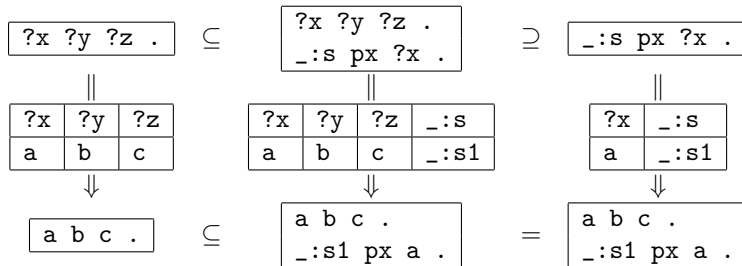 ?x ?y ?z . ⊆ ?x ?y ?z . ⊇ _:s px ?x .
_:s px ?x .
|| || ||
?x ?y ?z ?x ?y ?z _:s ?x _:s
a b c a b c _:s1 a _:s1
⇓ ⇓ ⇓
a b c . ⊆ a b c . = a b c .
_:s1 px a . _:s1 px a .